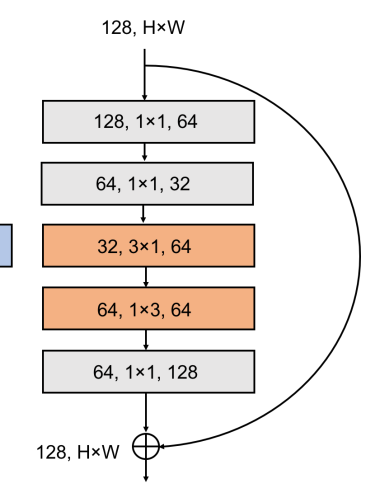 128, H×W
128, 1×1, 64
64, 1×1, 32
32, 3×1, 64
64, 1×3, 64
64, 1×1, 128
128, H×W